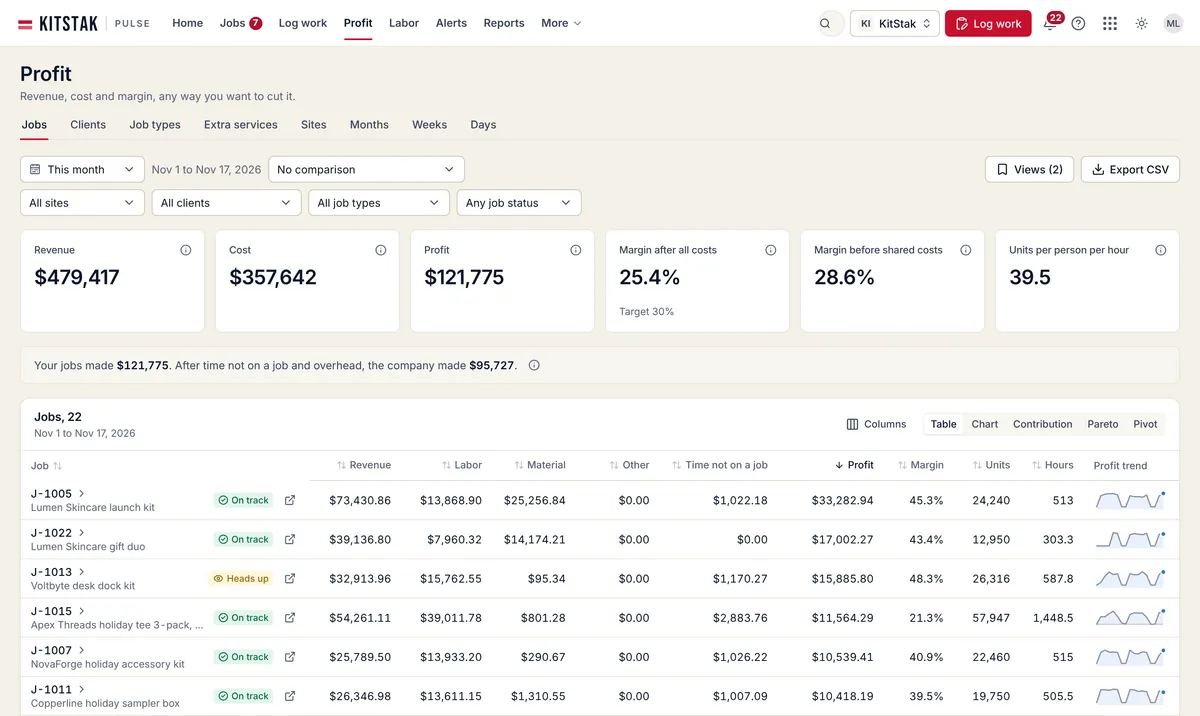 KITSTAK PULSE Home Jobs 7 Log work Profit Labor Alerts Reports More KI KitStak Log work 22 ML
Profit
Revenue, cost and margin, any way you want to cut it.
Jobs Clients Job types Extra services Sites Months Weeks Days
This month Nov 1 to Nov 17, 2026 No comparison Views (2) Export CSV
All sites All clients All job types Any job status
Revenue Cost Profit Margin after all costs Margin before shared costs Units per person per hour
$479,417 $357,642 $121,775 25.4% 28.6% 39.5
Target 30%
Your jobs made $121,775. After time not on a job and overhead, the company made $95,727.
Jobs, 22
Nov 1 to Nov 17, 2026
Columns Table Chart Contribution Pareto Pivot
Job Revenue Labor Material Other Time not on a job Profit Margin Units Hours Profit trend
J-1005 On track $73,430.86 $13,868.90 $25,256.84 $0.00 $1,022.18 $33,282.94 45.3% 24,240 513
Lumen Skincare launch kit
J-1022 On track $39,136.80 $7,960.32 $14,174.21 $0.00 $0.00 $17,002.27 43.4% 12,950 303.3
Lumen Skincare gift duo
J-1013 Heads up $32,913.96 $15,762.55 $95.34 $0.00 $1,170.27 $15,885.80 48.3% 26,316 587.8
Voltbyte desk dock kit
J-1015 On track $54,261.11 $39,011.78 $801.28 $0.00 $2,883.76 $11,564.29 21.3% 57,947 1,448.5
Apex Threads holiday tee 3-pack, ...
J-1007 On track $25,789.50 $13,933.20 $290.67 $0.00 $1,026.22 $10,539.41 40.9% 22,460 515
NovaForge holiday accessory kit
J-1011 On track $26,346.98 $13,611.15 $1,310.55 $0.00 $1,007.09 $10,418.19 39.5% 19,750 505.5
Copperline holiday sampler box